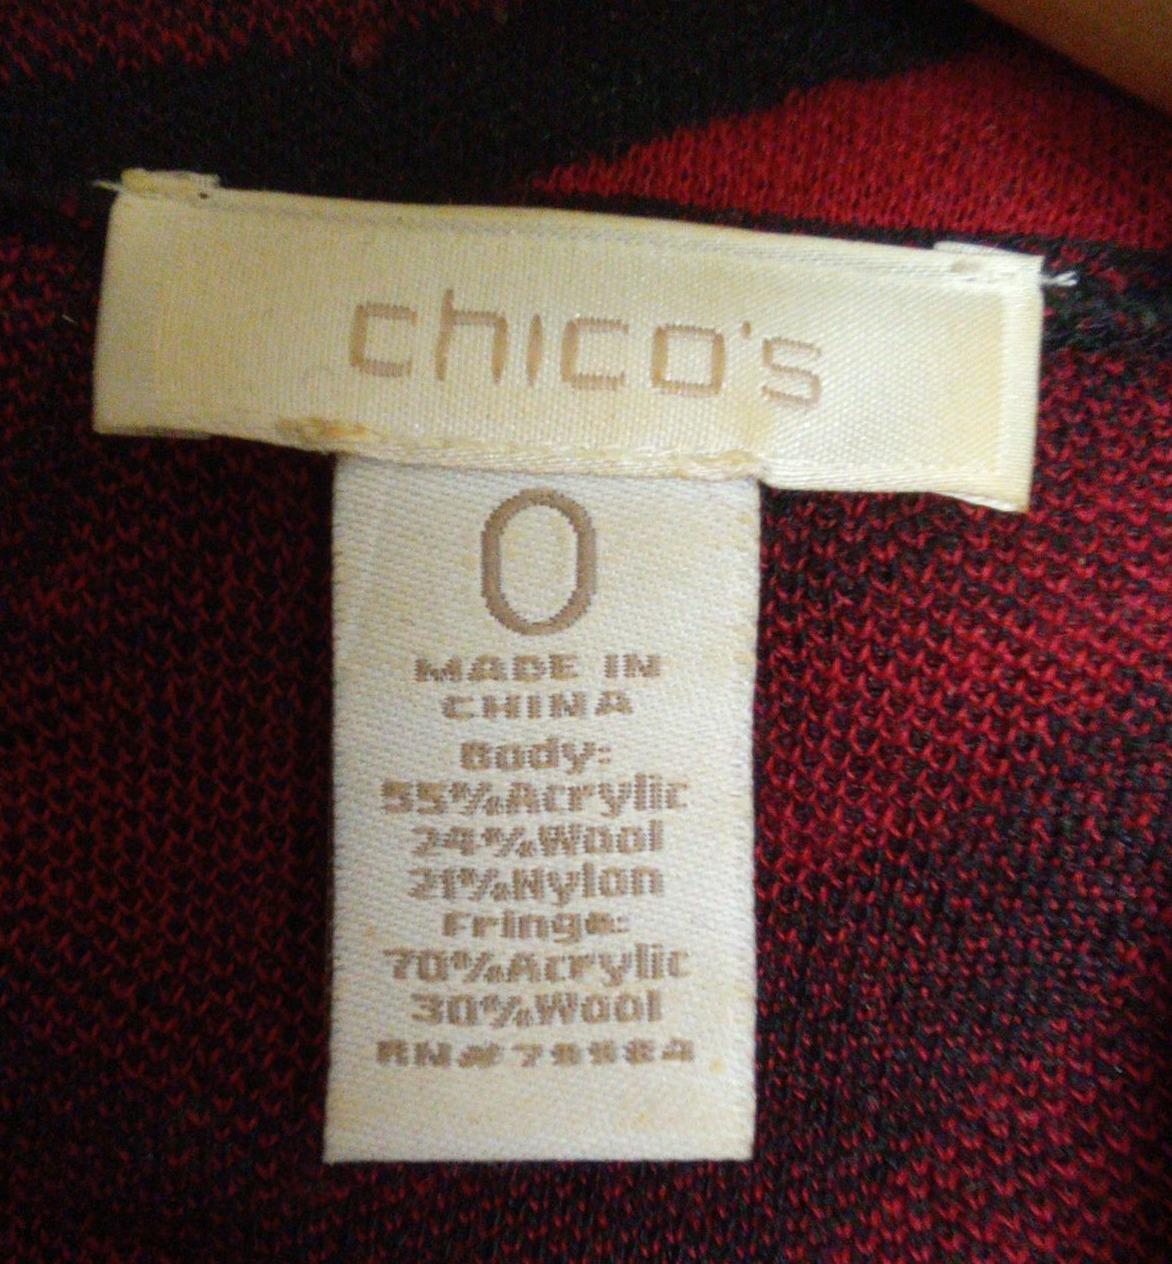 chico's
0
MADE IN
CHINA
Body:
55%Acrylic
24%Wool
21%Nylon
Fringe:
70%Acrylic
30%Wool